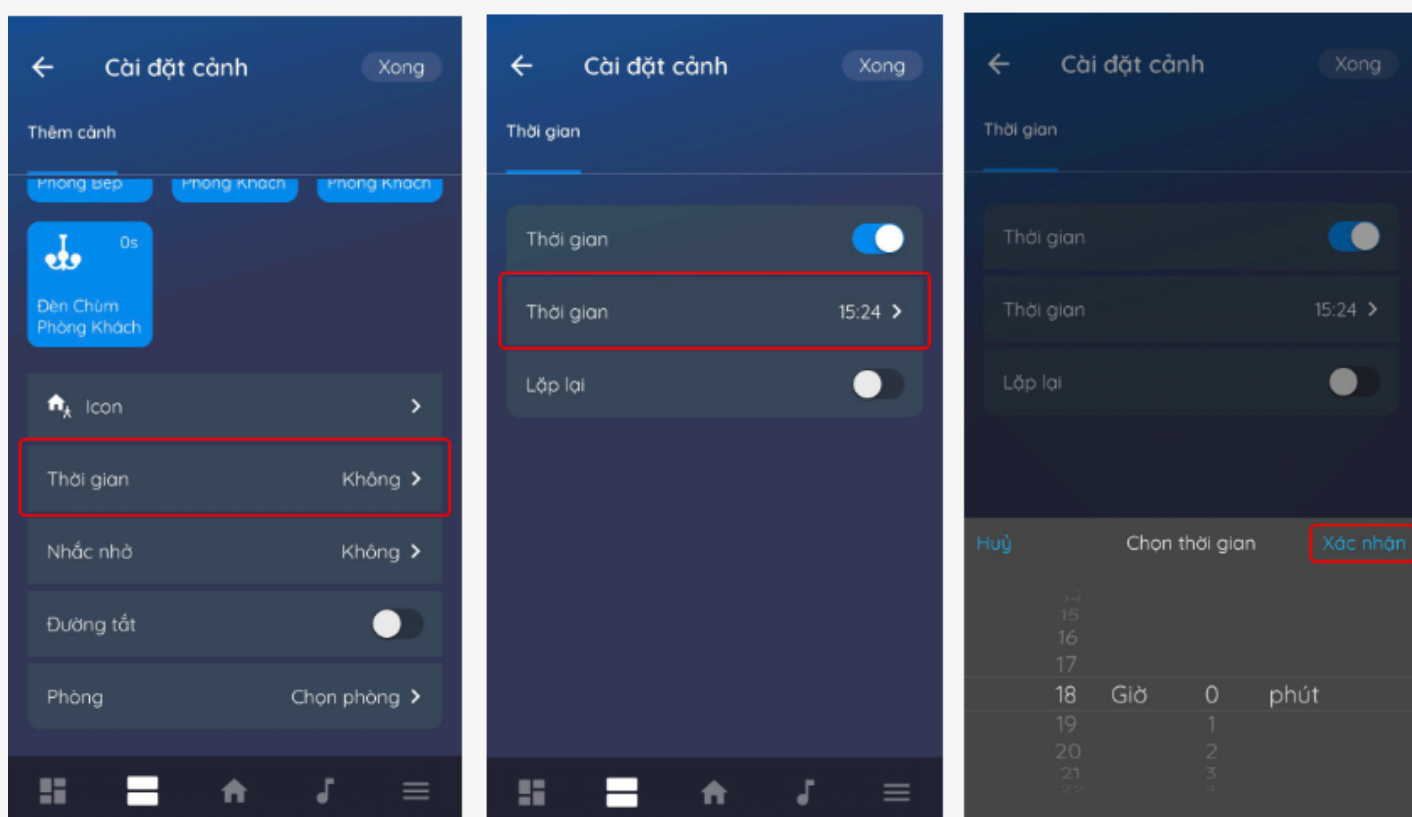 Cài đặt cảnh
Xong
Thêm cảnh
Phòng Bếp
Phòng Khách
Phòng Khách
0s
Đèn Chùm
Phòng Khách
Icon
Thời gian
Không
Nhắc nhở
Không
Đường tắt
Phòng
Chọn phòng
Cài đặt cảnh
Xong
Thời gian
Thời gian
Thời gian
15:24
Lặp lại
Cài đặt cảnh
Xong
Thời gian
Thời gian
Thời gian
15:24
Lặp lại
Huỷ
Chọn thời gian
Xác nhận
14
15
16
17
18 Giờ 0 phút
19 1
20 2
21 3
22 4